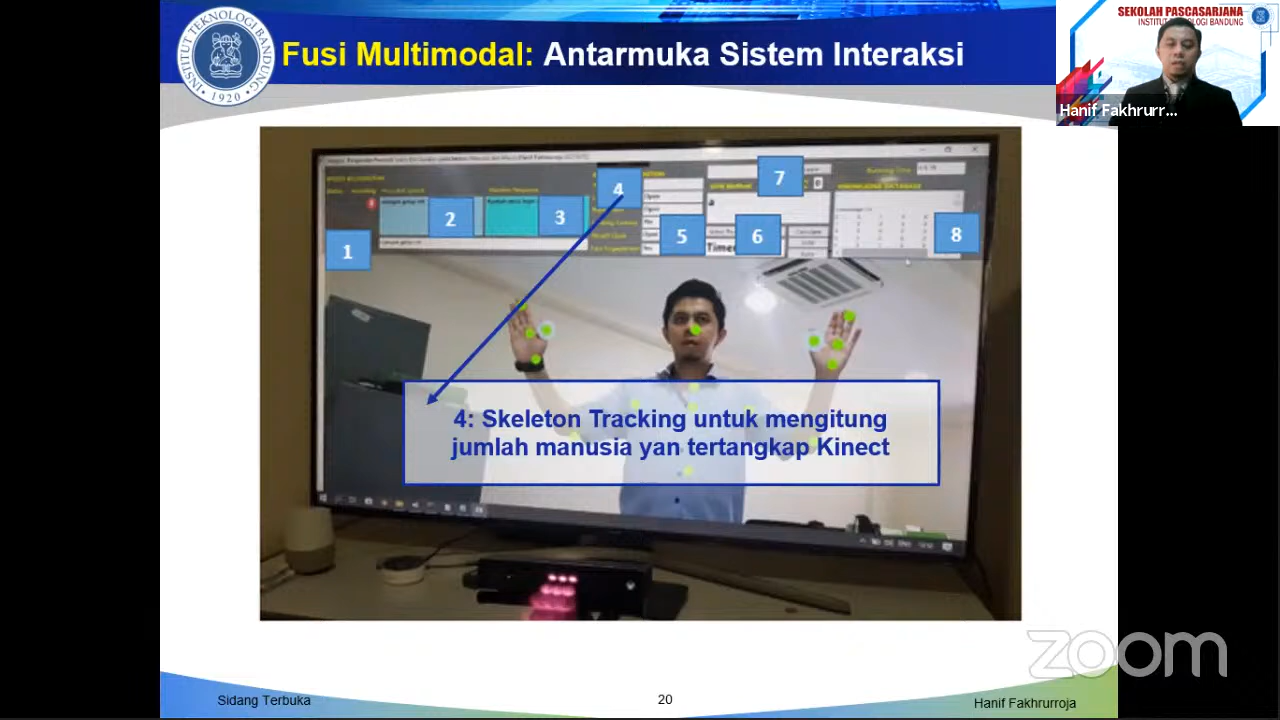 INSTITUT TEKNOLOGI BANDUNG
1920
Fusi Multimodal: Antarmuka Sistem Interaksi
SEKOLAH PASCASARJANA
INSTITUT TEKNOLOGI BANDUNG
Hanif Fakhrurr...
1
2
3
4
5
6
7
8
Timer
4: Skeleton Tracking untuk mengitung
jumlah manusia yan tertangkap Kinect
zoom
Sidang Terbuka
20
Hanif Fakhrurroja